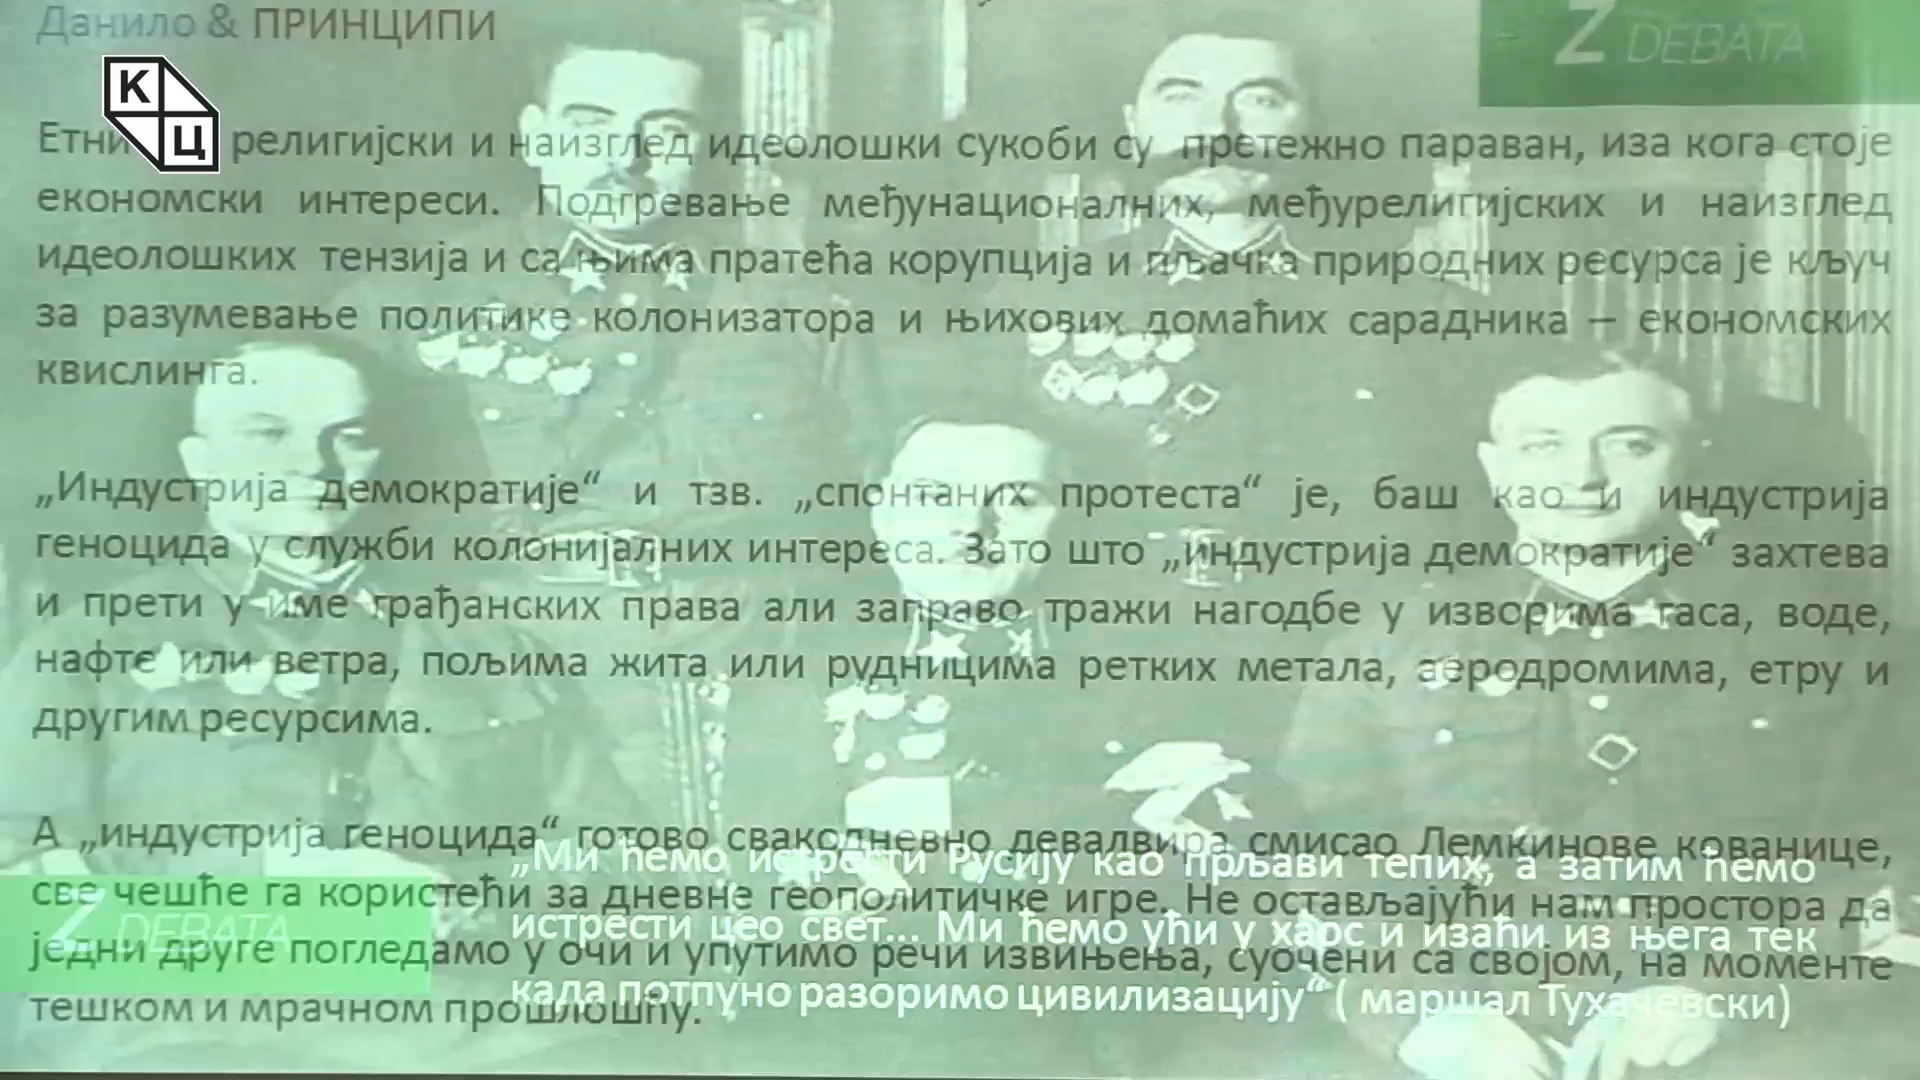 Данило & ПРИНЦИПИ
Z DEBATA
К
Ц
религијски и наизглед идеолошки сукоби су претежно параван, иза кога стоје
економски интереси. Подгревање међунационалних, међурелигијских и наизглед
идеолошких тензија и са њима пратећа корупција и пљачка природних ресурса је кључ
за разумевање политике колонизатора и њихових домаћих сарадника – економских
квислинга.
„Индустрија демократије“ и тзв. „спонтаних протеста“ је, баш као и индустрија
геноцида у служби колонијалних интереса. Зато што „индустрија демократије“ захтева
и прети у име грађанских права али заправо тражи нагодбе у изворима гаса, воде,
нафте или ветра, пољима жита или рудницима ретких метала, аеродромима, етру и
другим ресурсима.
А „индустрија геноцида“ готово свакодневно девалвира смисао Лемкинове кованице,
све чешће га користећи за дневне геополитичке игре. Не остављајући нам простора да
једни друге погледамо у очи и упутимо речи извињења, суочени са својом, на моменте
тешком и мрачном прошлошћу.
Z DEBATA
„Ми ћемо истрести Русију као прљави тепих, а затим ћемо
истрести цео свет... Ми ћемо ући у хаос и изаћи из њега тек
када потпуно разоримо цивилизацију“ ( маршал Тухачевски)